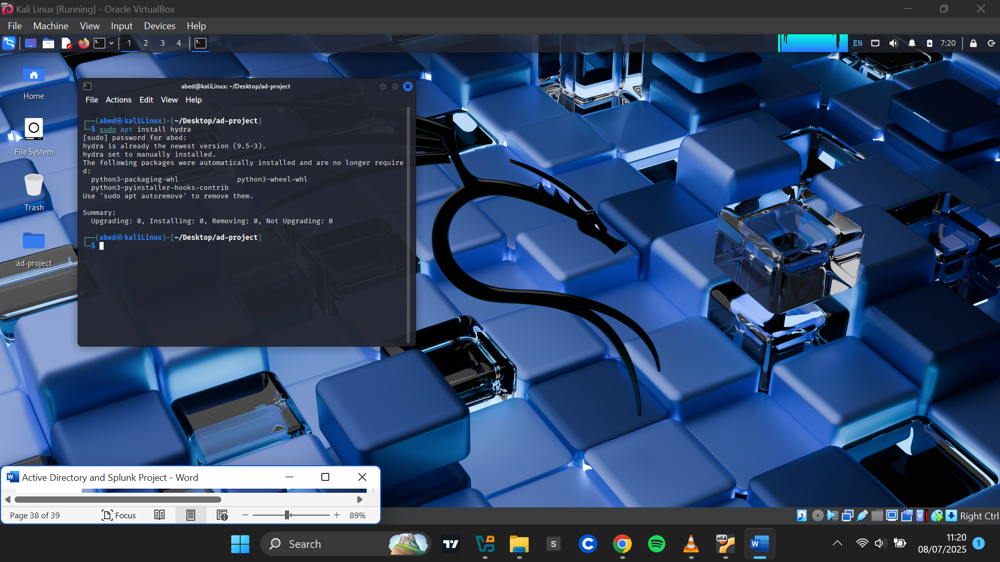 Kali Linux [Running] - Oracle VirtualBox
File Machine View Input Devices Help
1 2 3 4
EN 7:20
Home
File System
Trash
ad-project
abed@kaliLinux: ~/Desktop/ad-project
File Actions Edit View Help
┌──(abed㉿kaliLinux)-[~/Desktop/ad-project]
└─$ sudo apt install hydra
[sudo] password for abed:
hydra is already the newest version (9.5-3).
hydra set to manually installed.
The following packages were automatically installed and are no longer require
d:
python3-packaging-whl python3-wheel-whl
python3-pyinstaller-hooks-contrib
Use 'sudo apt autoremove' to remove them.
Summary:
Upgrading: 0, Installing: 0, Removing: 0, Not Upgrading: 0
┌──(abed㉿kaliLinux)-[~/Desktop/ad-project]
└─$
Active Directory and Splunk Project - Word
Page 38 of 39 Focus 89%
Right Ctrl
Search
S
x64
W
11:20
08/07/2025
1